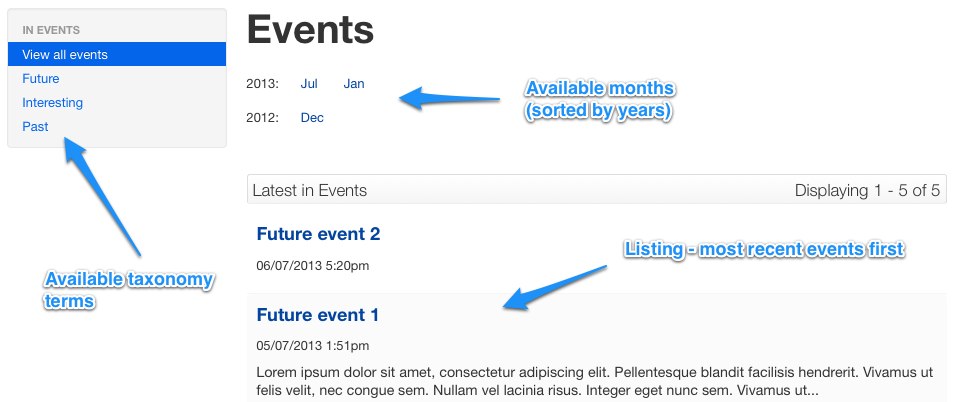 IN EVENTS
View all events
Future
Interesting
Past
Available taxonomy
terms
Events
2013: Jul Jan
2012: Dec
Available months
(sorted by years)
Latest in Events Displaying 1 - 5 of 5
Future event 2
06/07/2013 5:20pm
Listing - most recent events first
Future event 1
05/07/2013 1:51pm
Lorem ipsum dolor sit amet, consectetur adipiscing elit. Pellentesque blandit facilisis hendrerit. Vivamus ut
felis velit, nec congue sem. Nullam vel lacinia risus. Integer eget nunc sem. Vivamus ut...